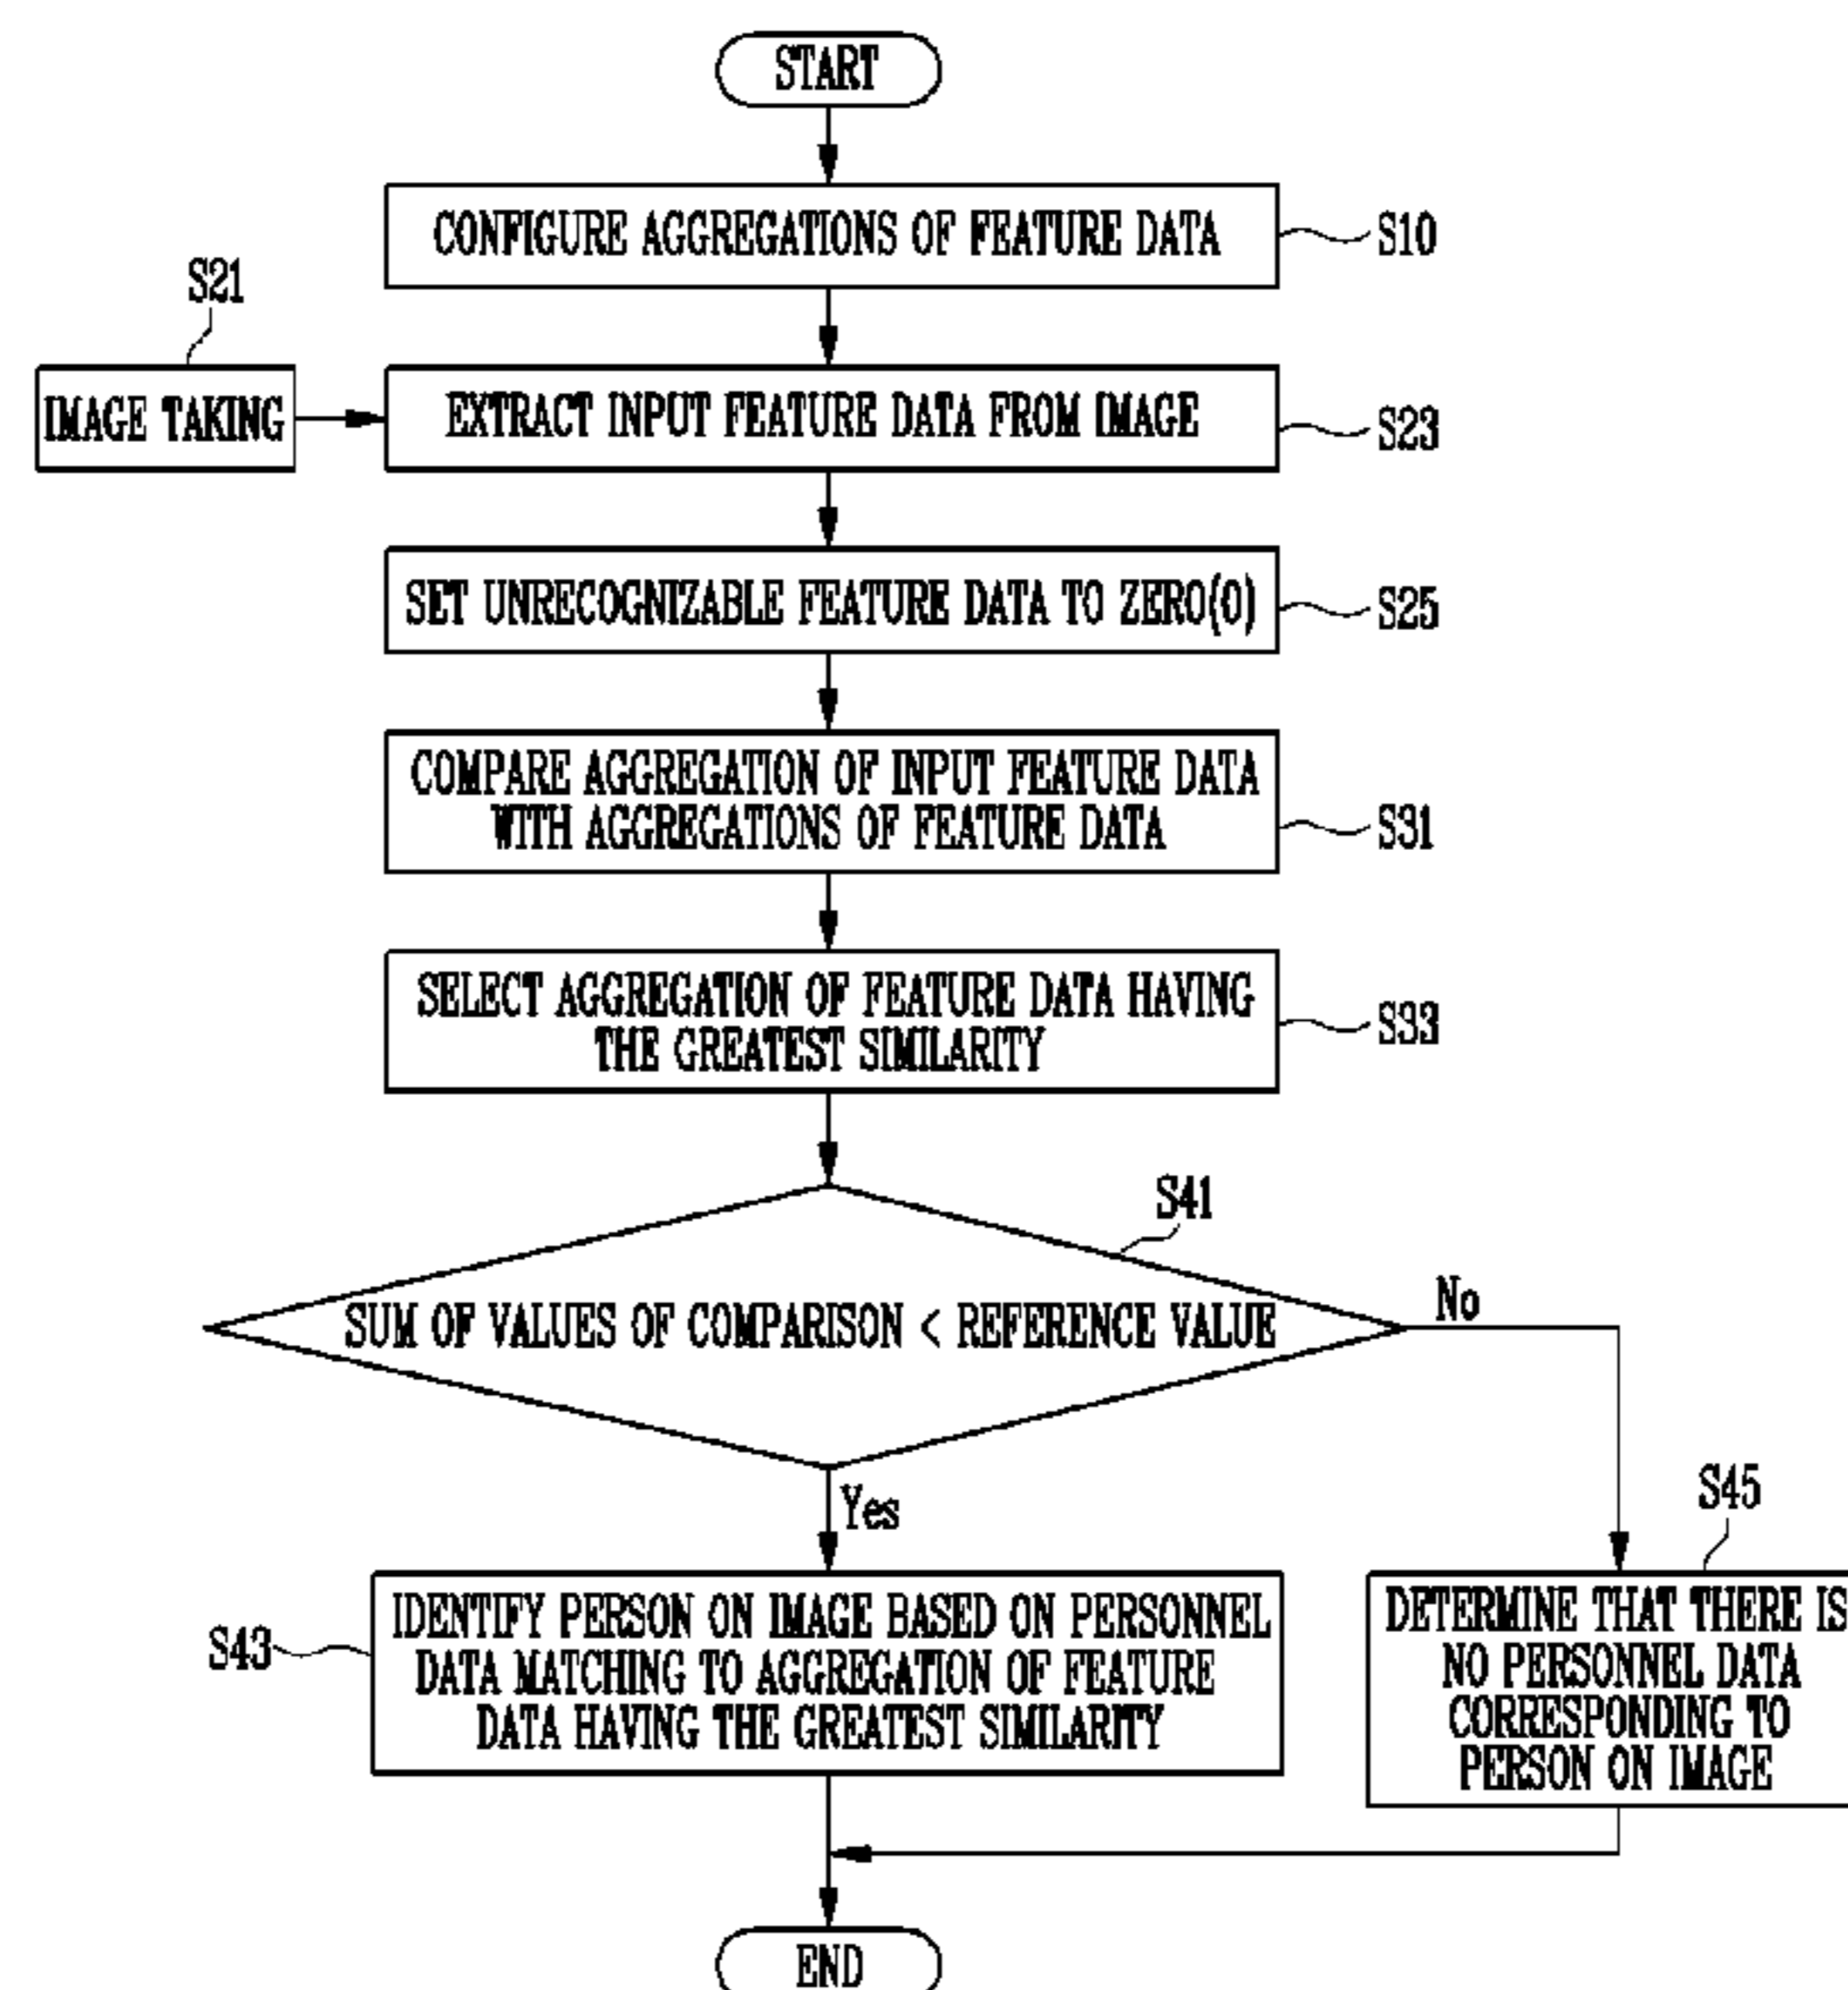 START
CONFIGURE AGGREGATIONS OF FEATURE DATA
S10
S21
IMAGE TAKING
EXTRACT INPUT FEATURE DATA FROM IMAGE
S23
SET UNRECOGNIZABLE FEATURE DATA TO ZERO(0)
S25
COMPARE AGGREGATION OF INPUT FEATURE DATA
WITH AGGREGATIONS OF FEATURE DATA
S31
SELECT AGGREGATION OF FEATURE DATA HAVING
THE GREATEST SIMILARITY
S33
S41
SUM OF VALUES OF COMPARISON < REFERENCE VALUE
No
Yes
S43
IDENTIFY PERSON ON IMAGE BASED ON PERSONNEL
DATA MATCHING TO AGGREGATION OF FEATURE
DATA HAVING THE GREATEST SIMILARITY
S45
DETERMINE THAT THERE IS
NO PERSONNEL DATA
CORRESPONDING TO
PERSON ON IMAGE
END